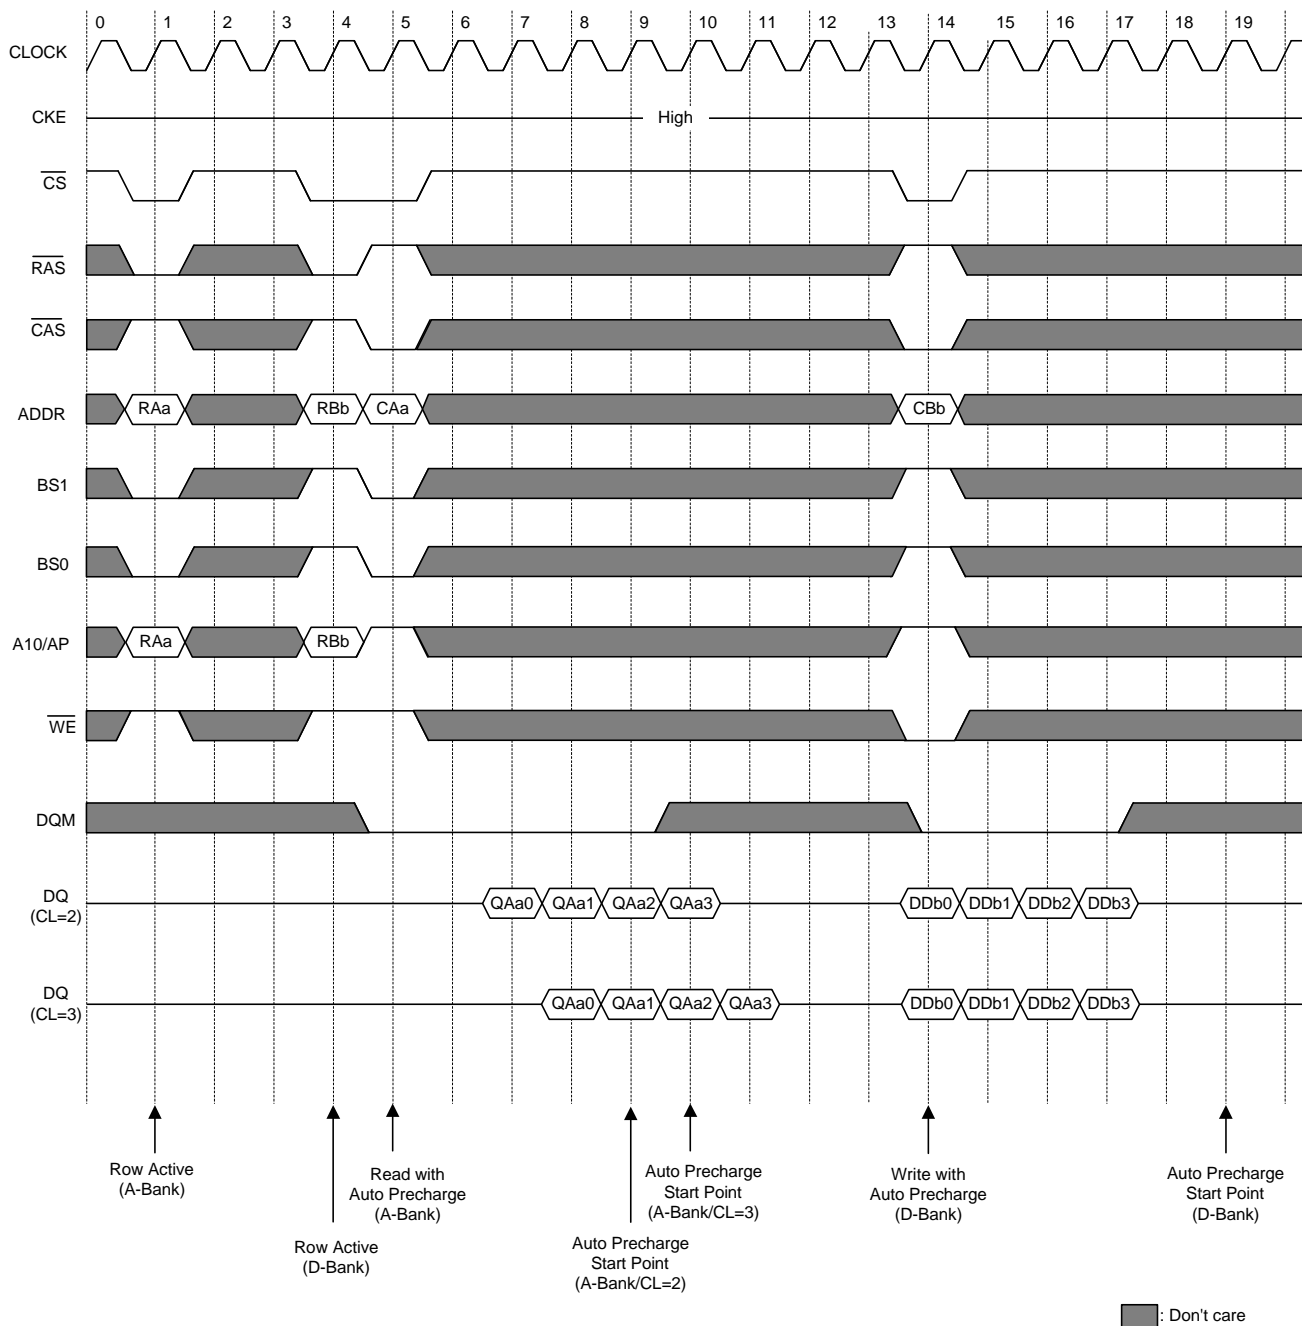 0 1 2 3 4 5 6 7 8 9 10 11 12 13 14 15 16 17 18 19
CLOCK
CKE High
CS
RAS
CAS
ADDR RAa RBb CAa CBb
BS1
BS0
A10/AP RAa RBb
WE
DQM
DQ
(CL=2)
QAa0 QAa1 QAa2 QAa3 DDb0 DDb1 DDb2 DDb3
DQ
(CL=3)
QAa0 QAa1 QAa2 QAa3 DDb0 DDb1 DDb2 DDb3
Row Active
(A-Bank)
Row Active
(D-Bank)
Read with
Auto Precharge
(A-Bank)
Auto Precharge
Start Point
(A-Bank/CL=2)
Auto Precharge
Start Point
(A-Bank/CL=3)
Write with
Auto Precharge
(D-Bank)
Auto Precharge
Start Point
(D-Bank)
: Don't care